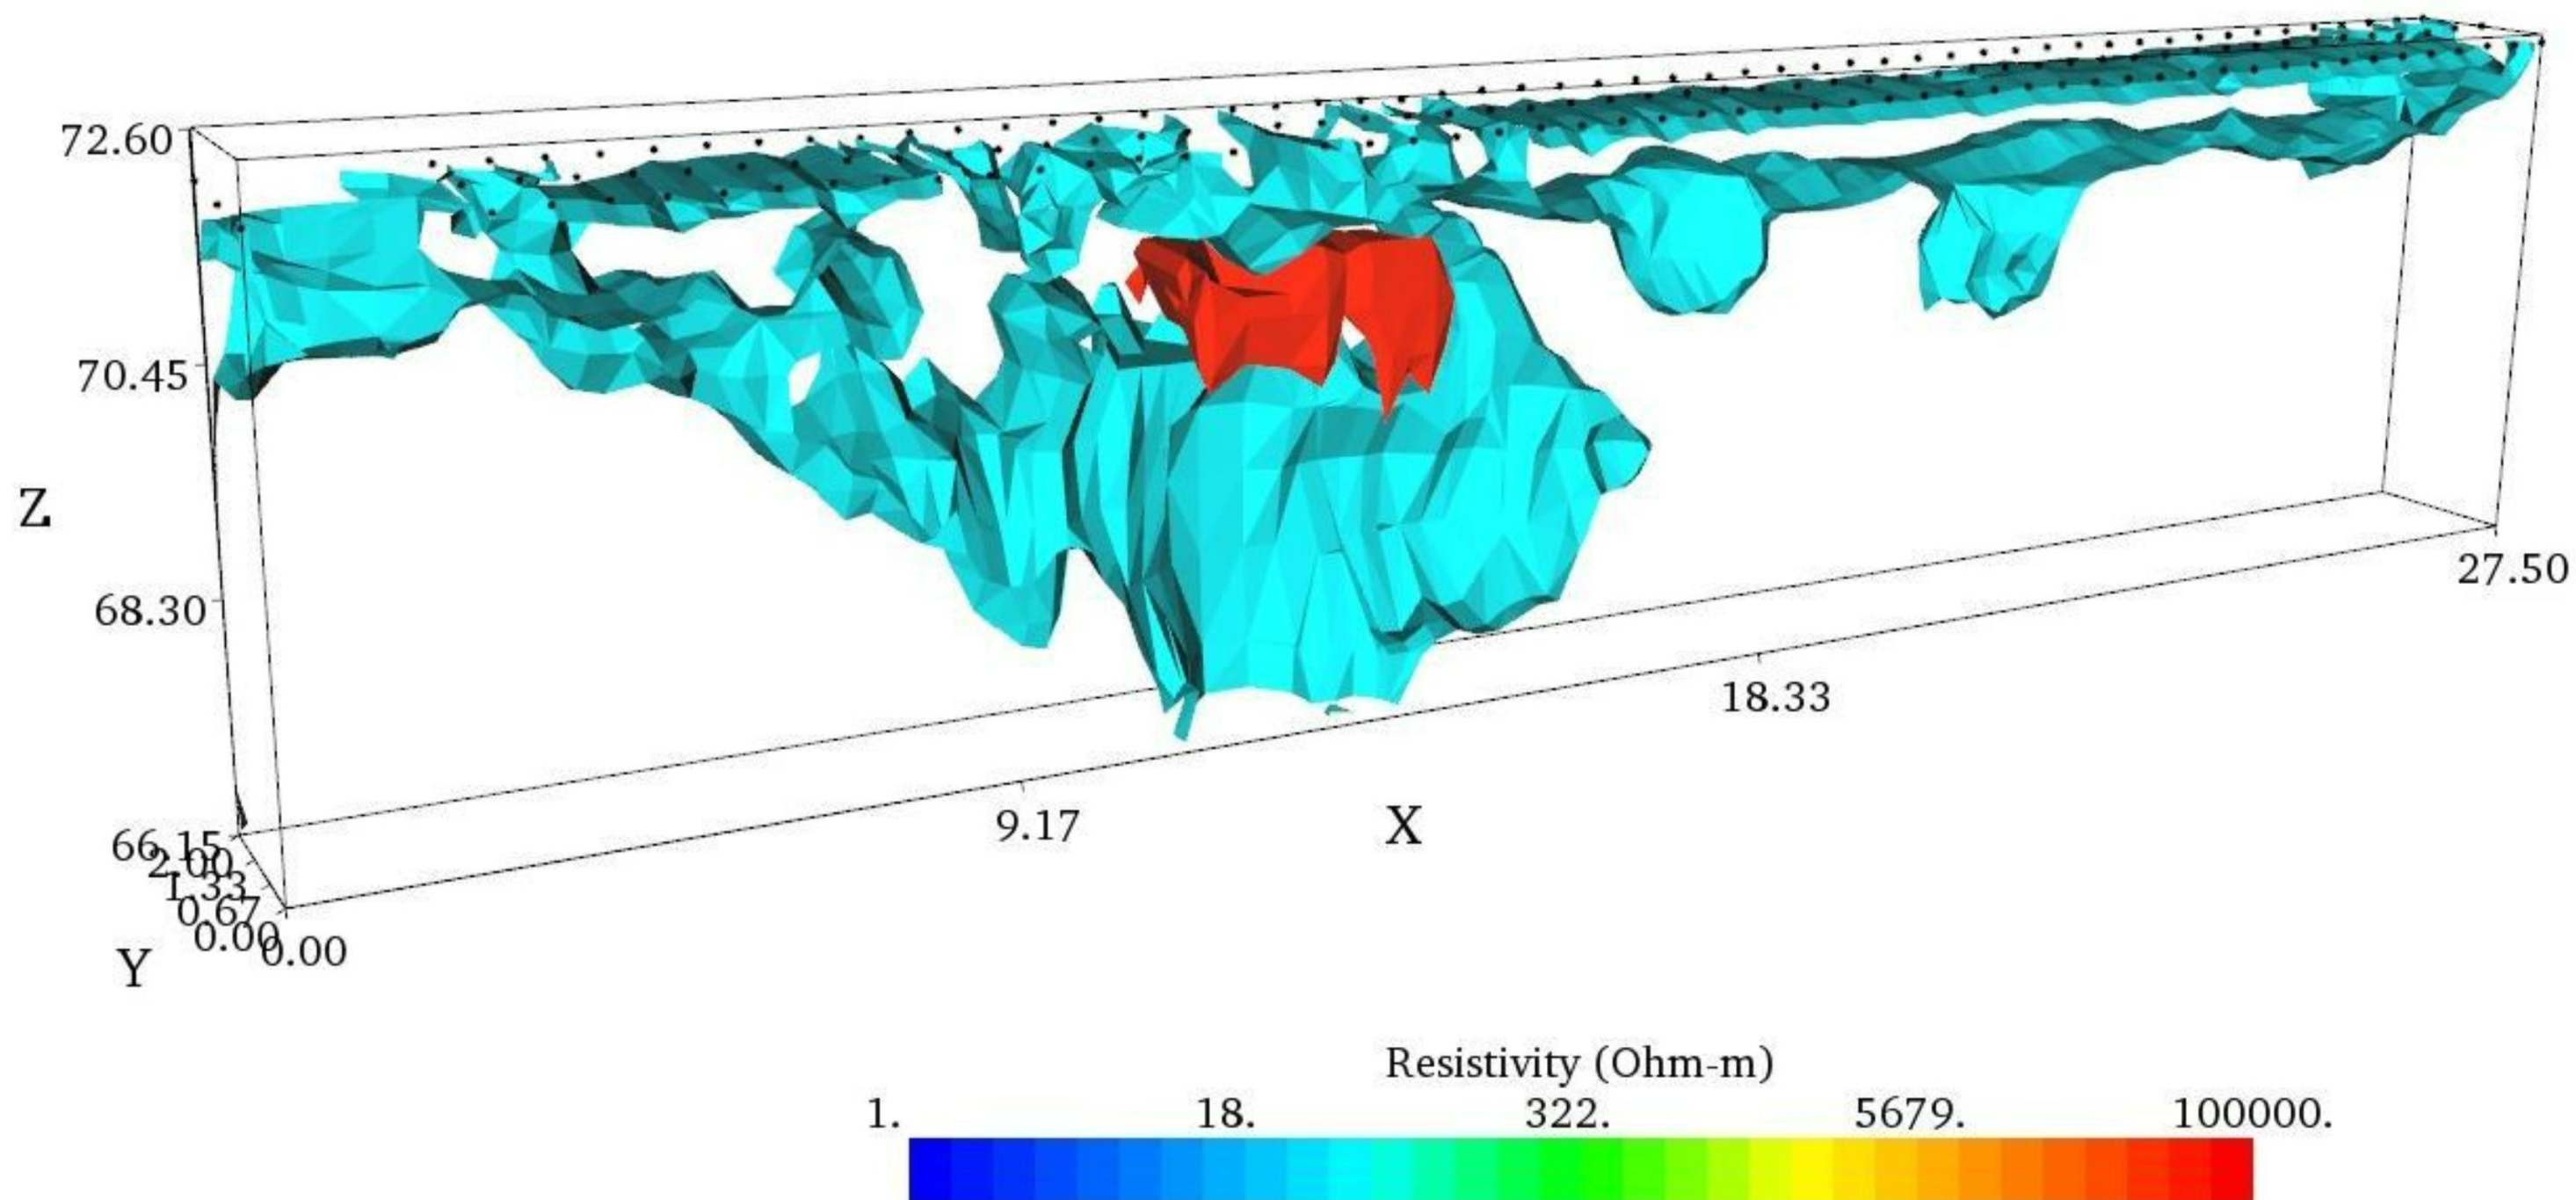 72.60
70.45
Z
68.30
27.50
18.33
9.17
X
66.15
2.00
1.33
0.67
0.00
0.00
Y
Resistivity (Ohm-m)
1. 18. 322. 5679. 100000.